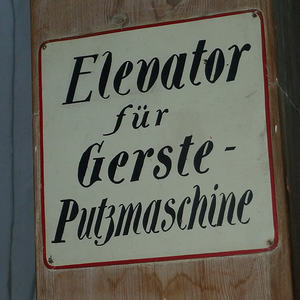 Elevator
für
Gerste-
Putzmaschine